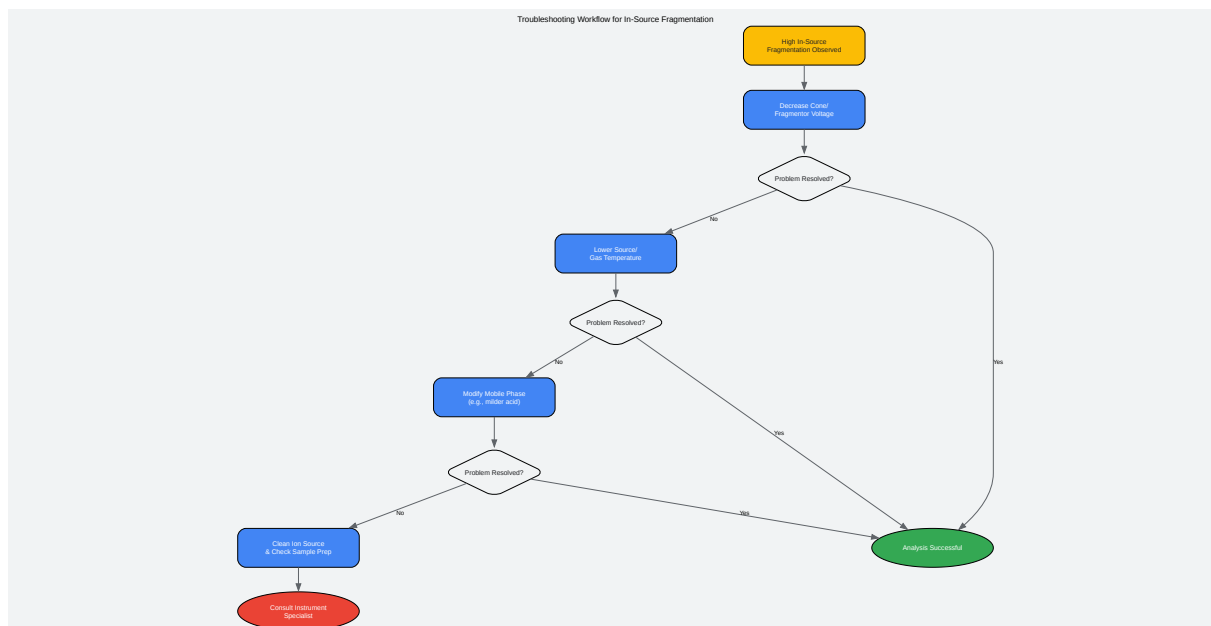 Troubleshooting Workflow for In-Source Fragmentation
High In-Source
Fragmentation Observed
Decrease Cone/
Fragmentor Voltage
Problem Resolved?
No
Lower Source/
Gas Temperature
Problem Resolved?
Yes
No
Modify Mobile Phase
(e.g., milder acid)
Yes
Problem Resolved?
No
Yes
Clean Ion Source
& Check Sample Prep
Analysis Successful
Consult Instrument
Specialist